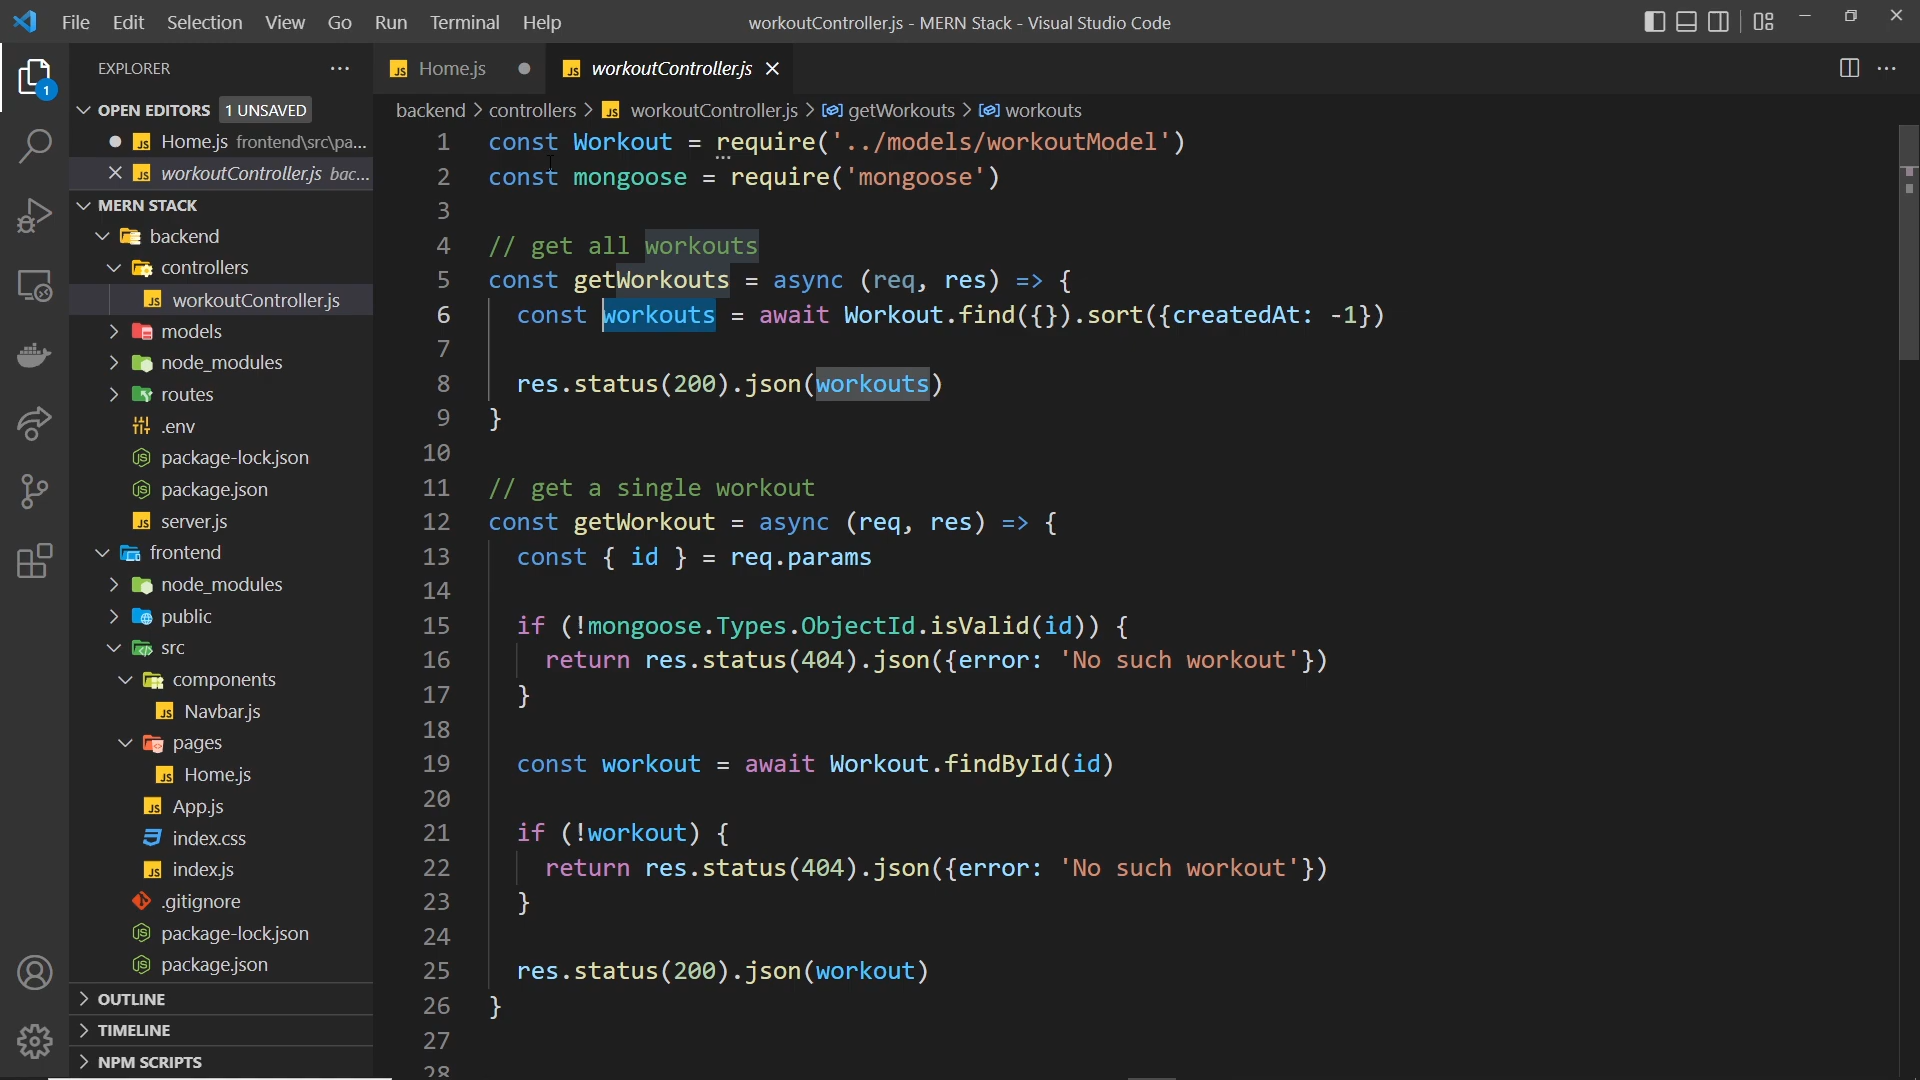 File Edit Selection View Go Run Terminal Help
workoutController.js - MERN Stack - Visual Studio Code
1
EXPLORER
OPEN EDITORS 1 UNSAVED
Home.js frontend\src\pa...
workoutController.js bac...
MERN STACK
backend
controllers
workoutController.js
models
node_modules
routes
.env
package-lock.json
package.json
server.js
frontend
node_modules
public
src
components
Navbar.js
pages
Home.js
App.js
index.css
index.js
.gitignore
package-lock.json
package.json
OUTLINE
TIMELINE
NPM SCRIPTS
Home.js
workoutController.js
backend > controllers > workoutController.js > getWorkouts > workouts
1 const Workout = require('../models/workoutModel')
2 const mongoose = require('mongoose')
3
4 // get all workouts
5 const getWorkouts = async (req, res) => {
6   const workouts = await Workout.find({}).sort({createdAt: -1})
7
8   res.status(200).json(workouts)
9 }
10
11 // get a single workout
12 const getWorkout = async (req, res) => {
13   const { id } = req.params
14
15   if (!mongoose.Types.ObjectId.isValid(id)) {
16     return res.status(404).json({error: 'No such workout'})
17   }
18
19   const workout = await Workout.findById(id)
20
21   if (!workout) {
22     return res.status(404).json({error: 'No such workout'})
23   }
24
25   res.status(200).json(workout)
26 }
27
28